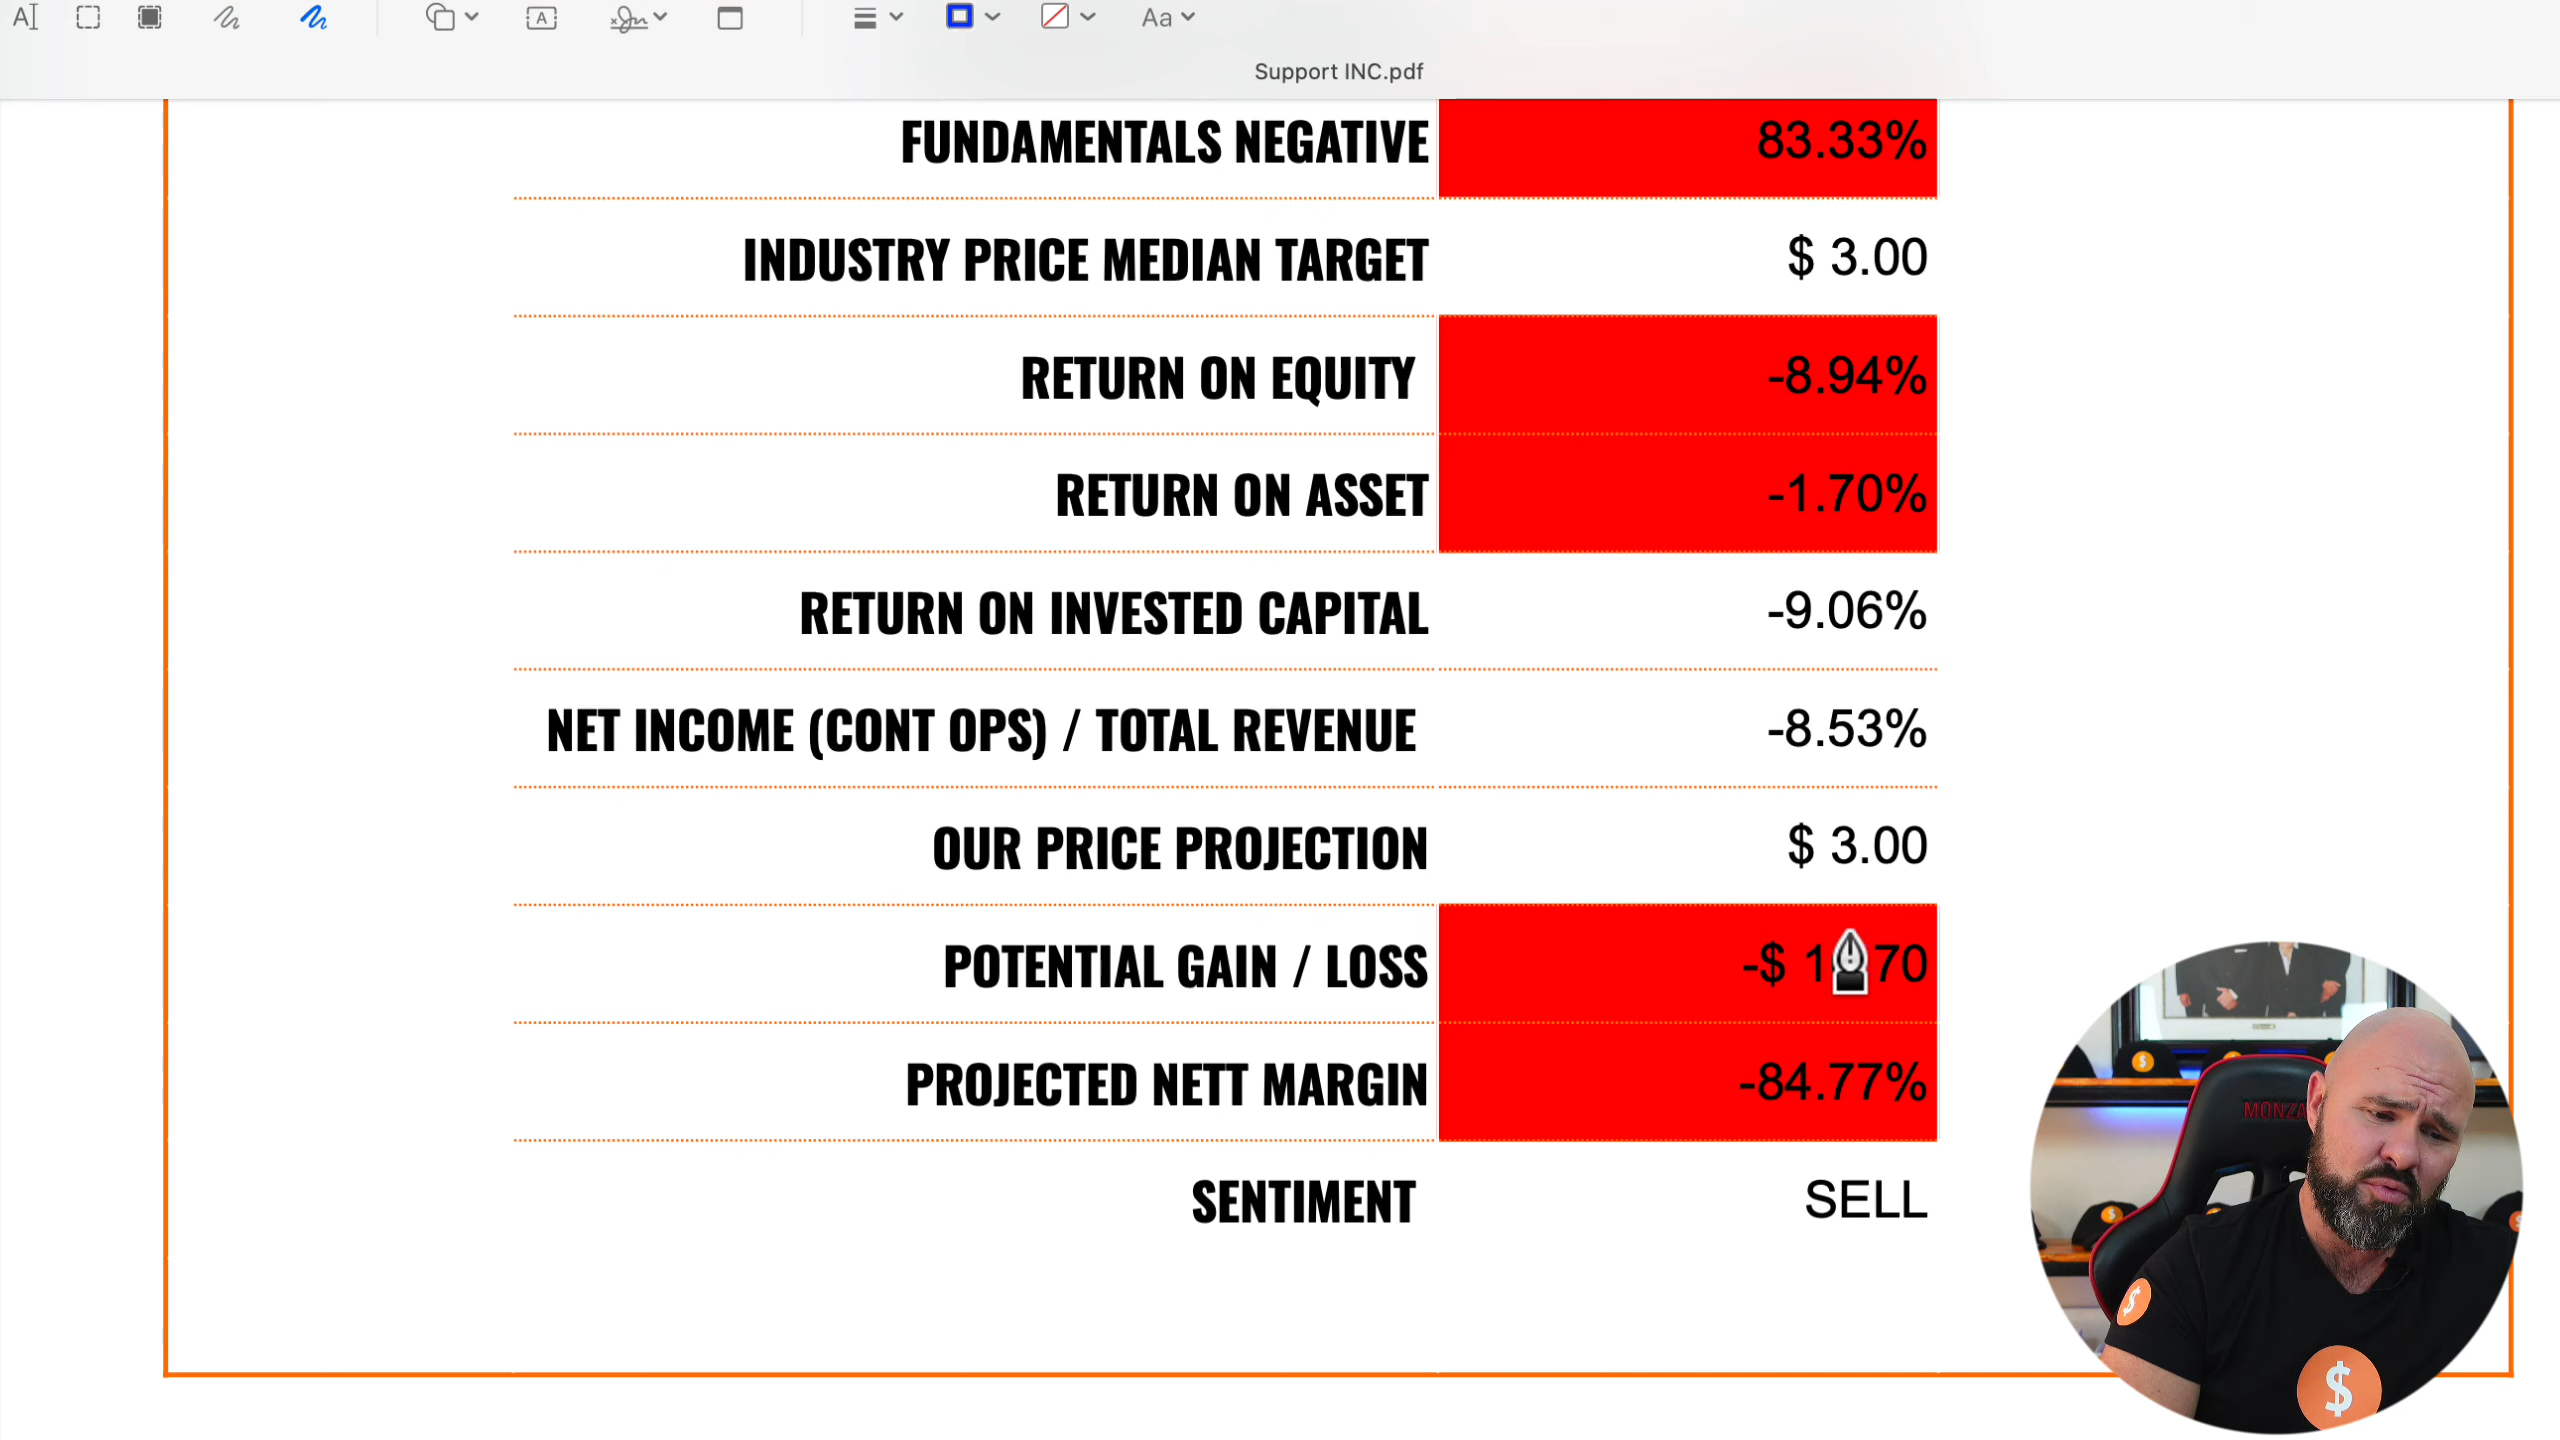 Aa
Support INC.pdf
FUNDAMENTALS NEGATIVE 83.33%
INDUSTRY PRICE MEDIAN TARGET $ 3.00
RETURN ON EQUITY -8.94%
RETURN ON ASSET -1.70%
RETURN ON INVESTED CAPITAL -9.06%
NET INCOME (CONT OPS) / TOTAL REVENUE -8.53%
OUR PRICE PROJECTION $ 3.00
POTENTIAL GAIN / LOSS
PROJECTED NETT MARGIN -84.77%
SENTIMENT SELL
MONZA
$
$